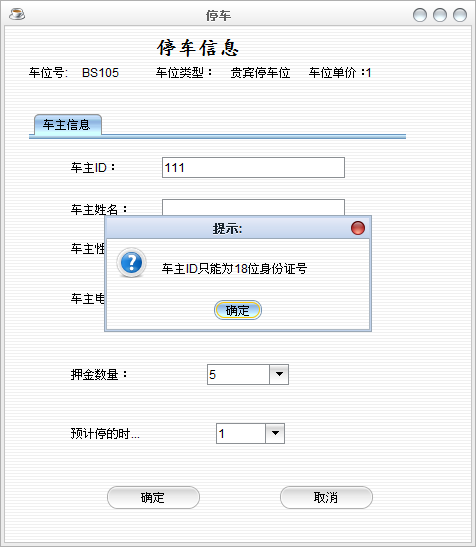 停车
停车信息
车位号: BS105 车位类型： 贵宾停车位 车位单价：1
车主信息
车主ID： 111
车主姓名：
提示:
车主性
车主ID只能为18位身份证号
车主电
确定
押金数量： 5
预计停的时... 1
确定 取消